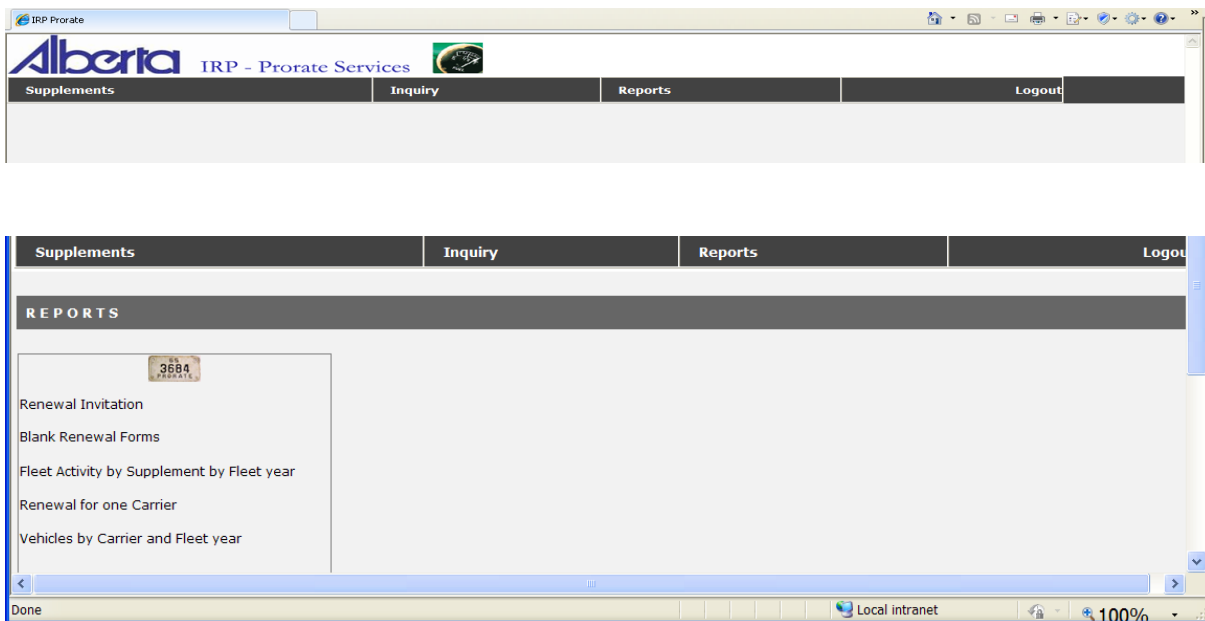 IRP Prorate
Alberta IRP - Prorate Services
Supplements Inquiry Reports Logout
Supplements Inquiry Reports Logou
REPORTS
3684
PRORATE
Renewal Invitation
Blank Renewal Forms
Fleet Activity by Supplement by Fleet year
Renewal for one Carrier
Vehicles by Carrier and Fleet year
Done Local intranet 100%